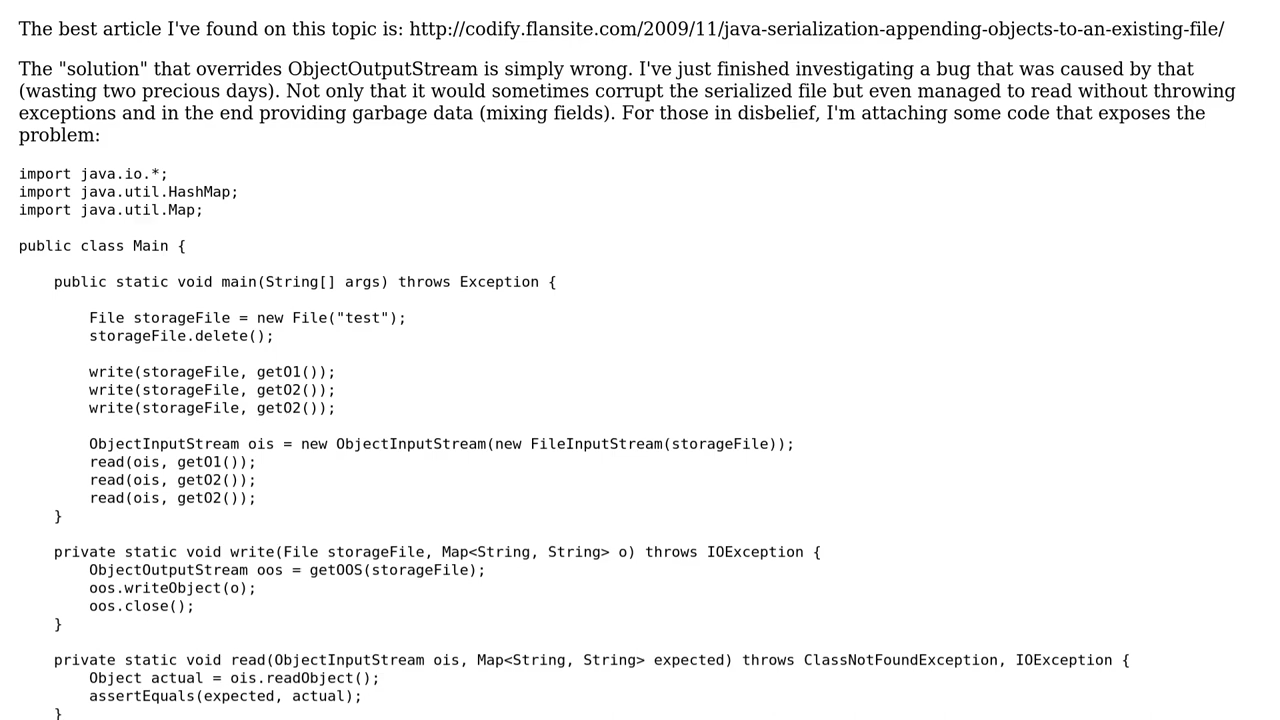 The best article I've found on this topic is: http://codify.flansite.com/2009/11/java-serialization-appending-objects-to-an-existing-file/
The "solution" that overrides ObjectOutputStream is simply wrong. I've just finished investigating a bug that was caused by that
(wasting two precious days). Not only that it would sometimes corrupt the serialized file but even managed to read without throwing
exceptions and in the end providing garbage data (mixing fields). For those in disbelief, I'm attaching some code that exposes the
problem:
import java.io.*;
import java.util.HashMap;
import java.util.Map;
public class Main {
    public static void main(String[] args) throws Exception {
        File storageFile = new File("test");
        storageFile.delete();
        write(storageFile, getO1());
        write(storageFile, getO2());
        write(storageFile, getO2());
        ObjectInputStream ois = new ObjectInputStream(new FileInputStream(storageFile));
        read(ois, getO1());
        read(ois, getO2());
        read(ois, getO2());
    }
    private static void write(File storageFile, Map<String, String> o) throws IOException {
        ObjectOutputStream oos = getOOS(storageFile);
        oos.writeObject(o);
        oos.close();
    }
    private static void read(ObjectInputStream ois, Map<String, String> expected) throws ClassNotFoundException, IOException {
        Object actual = ois.readObject();
        assertEquals(expected, actual);
    }